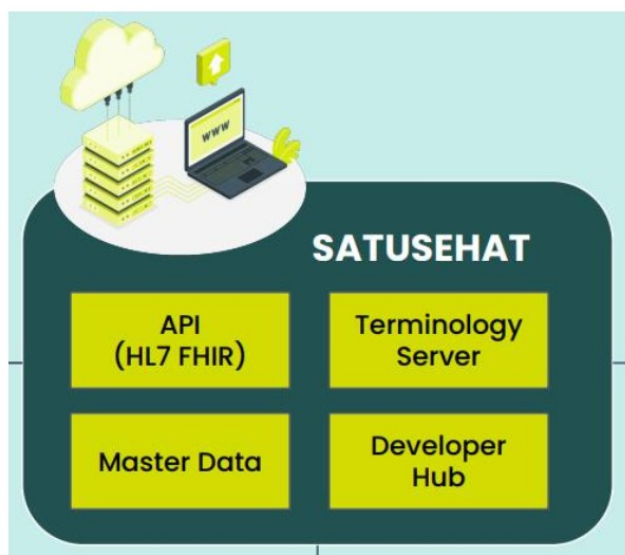 www
SATUSEHAT
API
(HL7 FHIR)
Terminology
Server
Master Data
Developer
Hub